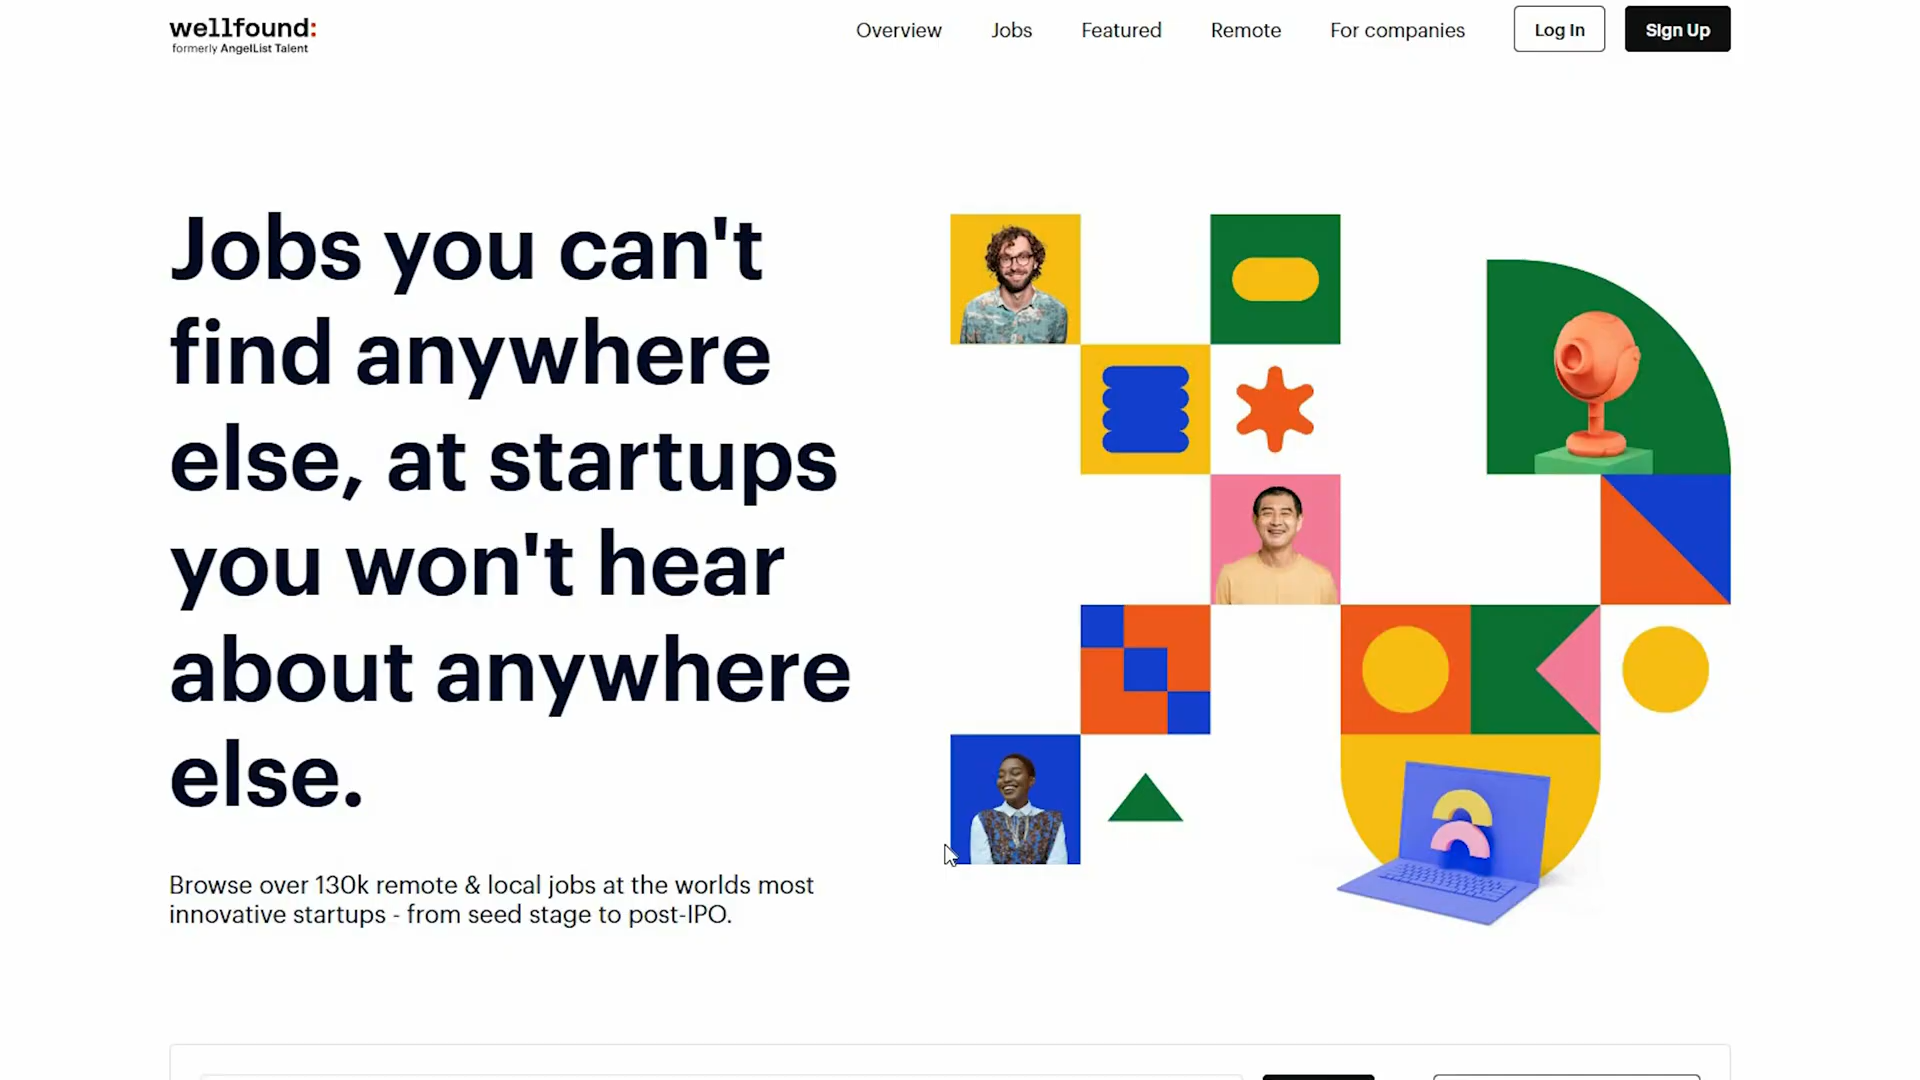 wellfound:
formerly AngelList Talent
Overview
Jobs
Featured
Remote
For companies
Log In
Sign Up
Jobs you can't
find anywhere
else, at startups
you won't hear
about anywhere
else.
Browse over 130k remote & local jobs at the worlds most
innovative startups - from seed stage to post-IPO.